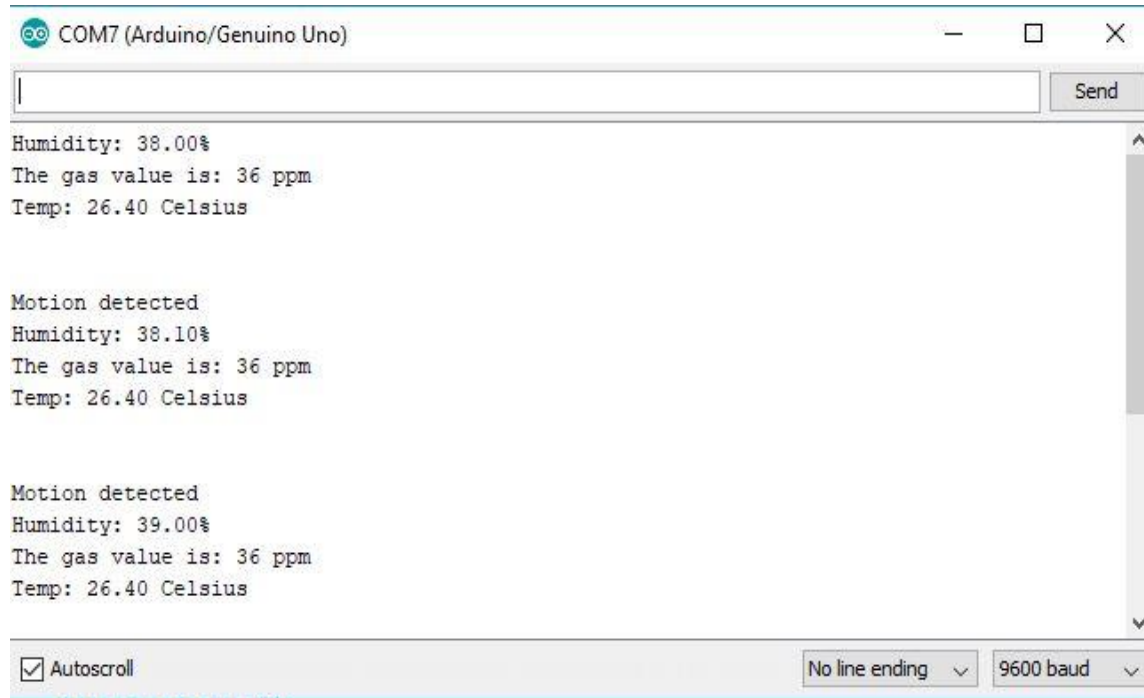 COM7 (Arduino/Genuino Uno)
Send
Humidity: 38.00%
The gas value is: 36 ppm
Temp: 26.40 Celsius
Motion detected
Humidity: 38.10%
The gas value is: 36 ppm
Temp: 26.40 Celsius
Motion detected
Humidity: 39.00%
The gas value is: 36 ppm
Temp: 26.40 Celsius
Autoscroll
No line ending
9600 baud